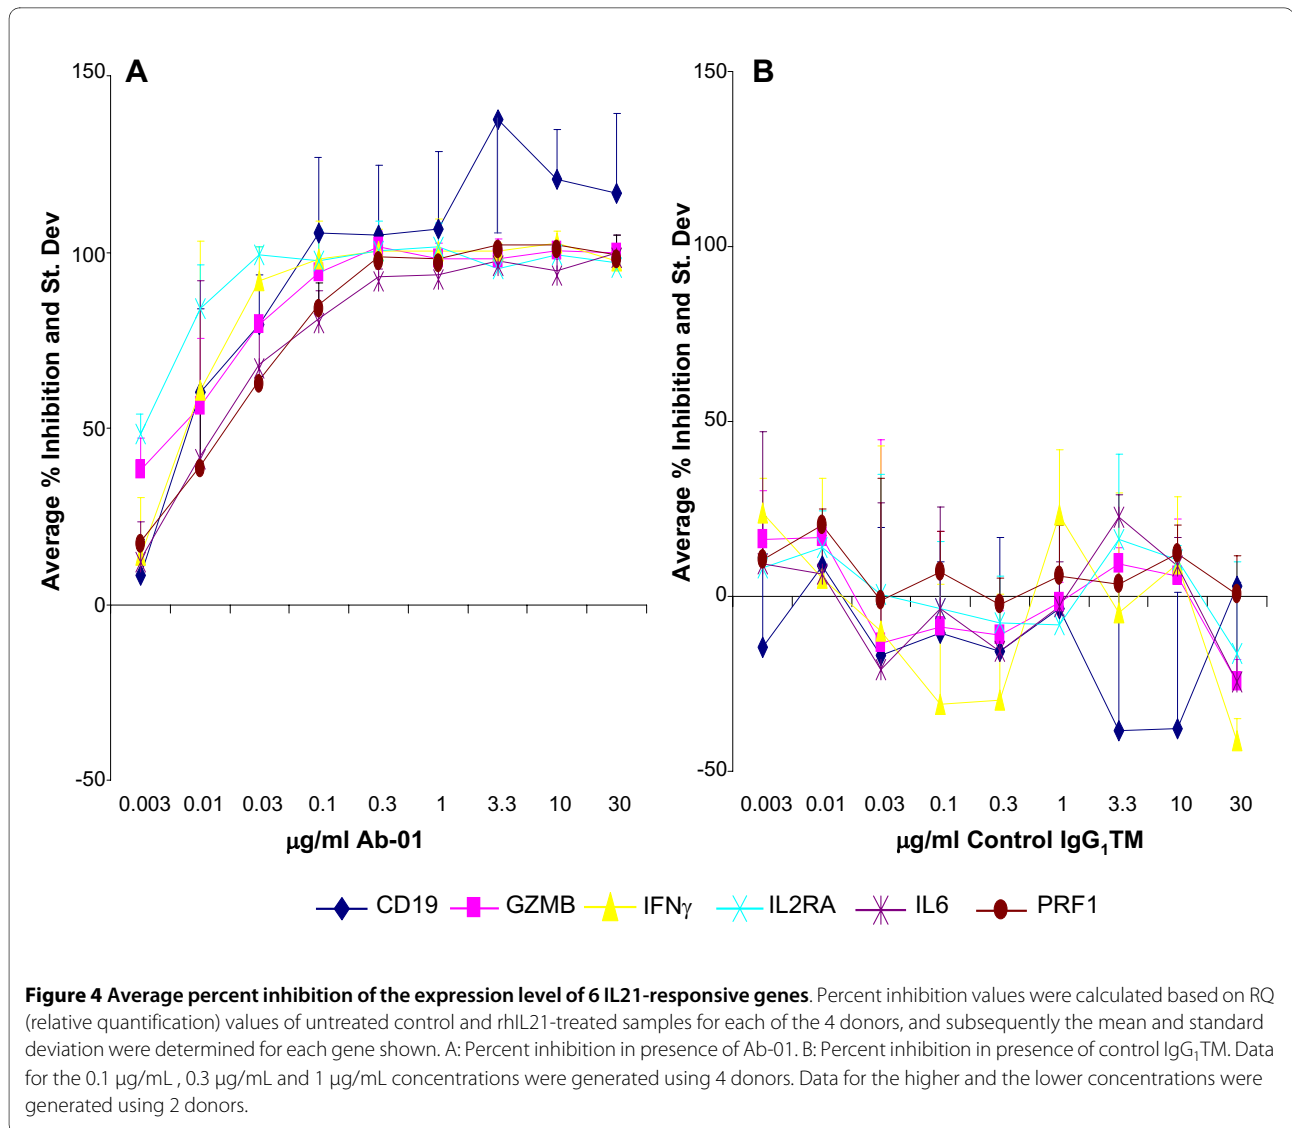 A
B
Average % Inhibition and St. Dev
150
100
50
0
-50
0.003 0.01 0.03 0.1 0.3 1 3.3 10 30
μg/ml Ab-01
Average % Inhibition and St. Dev
150
100
50
0
-50
0.003 0.01 0.03 0.1 0.3 1 3.3 10 30
μg/ml Control IgG₁TM
CD19 GZMB IFNγ IL2RA IL6 PRF1
Figure 4 Average percent inhibition of the expression level of 6 IL21-responsive genes. Percent inhibition values were calculated based on RQ
(relative quantification) values of untreated control and rhIL21-treated samples for each of the 4 donors, and subsequently the mean and standard
deviation were determined for each gene shown. A: Percent inhibition in presence of Ab-01. B: Percent inhibition in presence of control IgG₁TM. Data
for the 0.1 μg/mL , 0.3 μg/mL and 1 μg/mL concentrations were generated using 4 donors. Data for the higher and the lower concentrations were
generated using 2 donors.